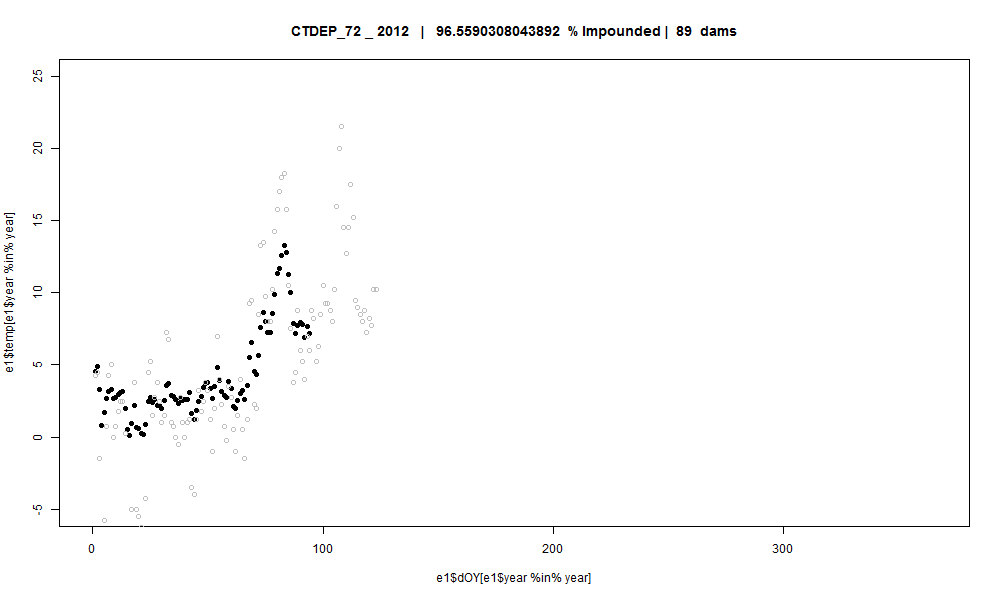 CTDEP_72 _ 2012 | 96.5590308043892 % Impounded | 89 dams
25
20
15
10
5
0
-5
e1$temp[e1$year %in% year]
0 100 200 300
e1$dOY[e1$year %in% year]